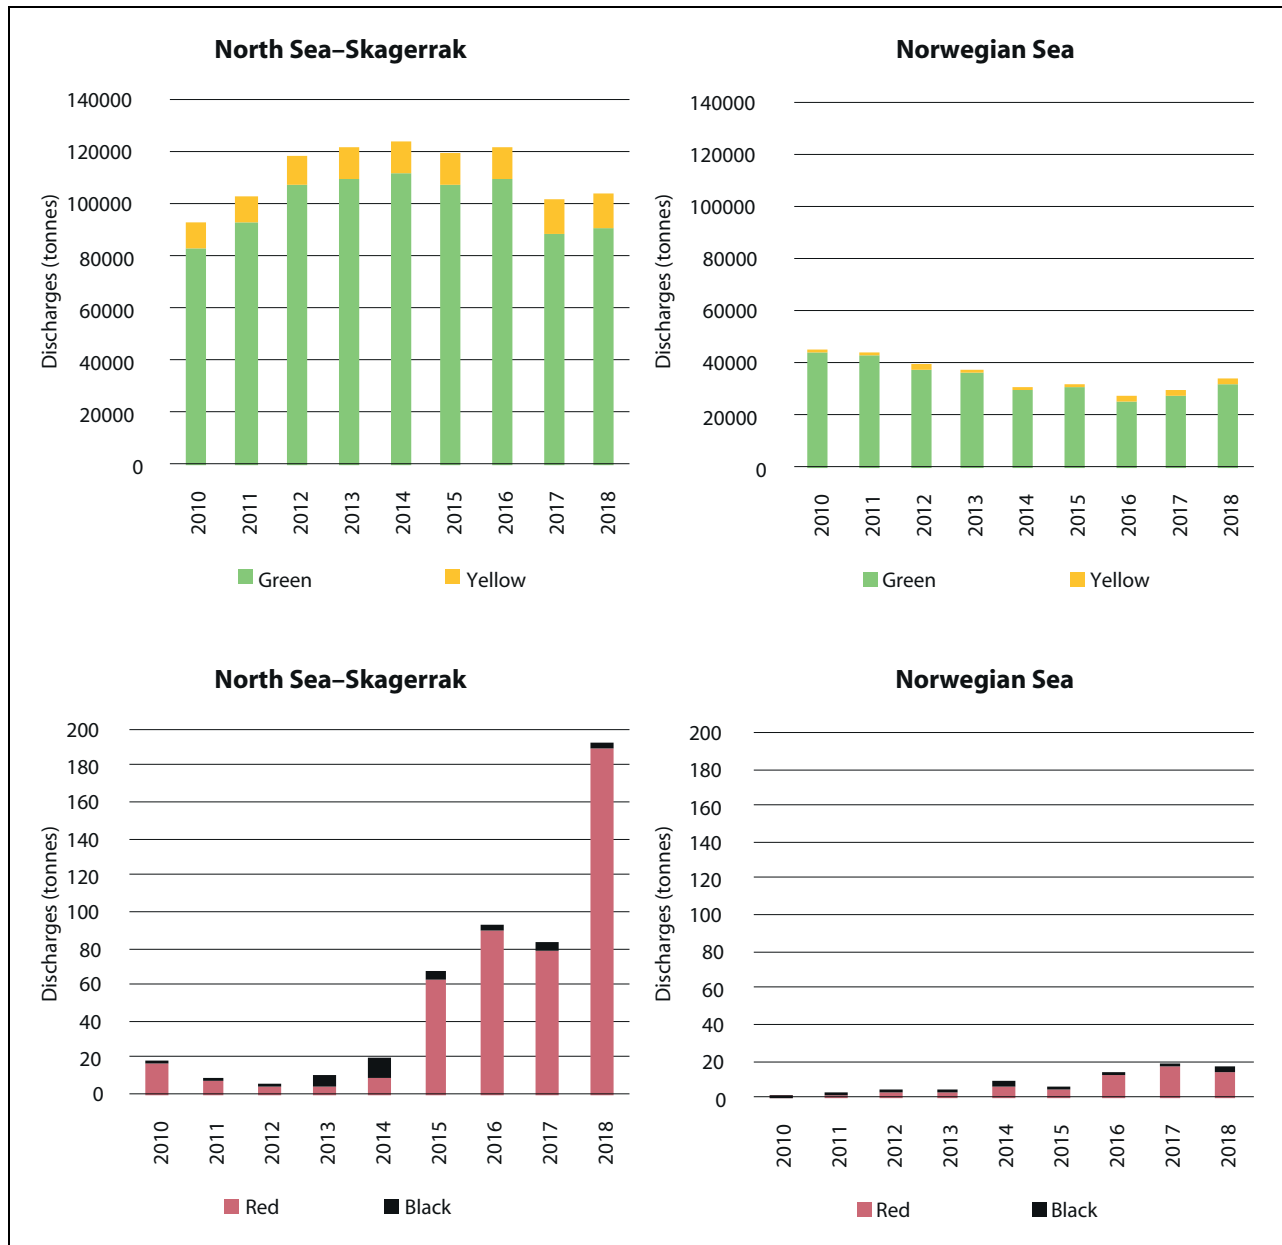 North Sea–Skagerrak
Discharges (tonnes)
140000
120000
100000
80000
60000
40000
20000
0
2010 2011 2012 2013 2014 2015 2016 2017 2018
Green Yellow
Norwegian Sea
Discharges (tonnes)
140000
120000
100000
80000
60000
40000
20000
0
2010 2011 2012 2013 2014 2015 2016 2017 2018
Green Yellow
North Sea–Skagerrak
Discharges (tonnes)
200
180
160
140
120
100
80
60
40
20
0
2010 2011 2012 2013 2014 2015 2016 2017 2018
Red Black
Norwegian Sea
Discharges (tonnes)
200
180
160
140
120
100
80
60
40
20
0
2010 2011 2012 2013 2014 2015 2016 2017 2018
Red Black